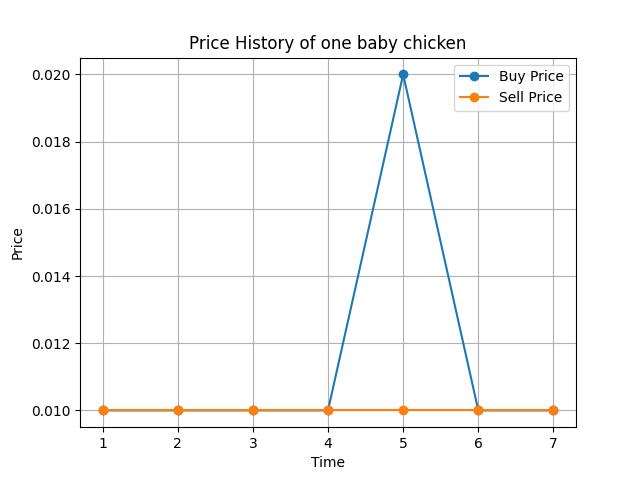 Price History of one baby chicken
Buy Price
Sell Price
0.020
0.018
0.016
0.014
0.012
0.010
Price
1 2 3 4 5 6 7
Time